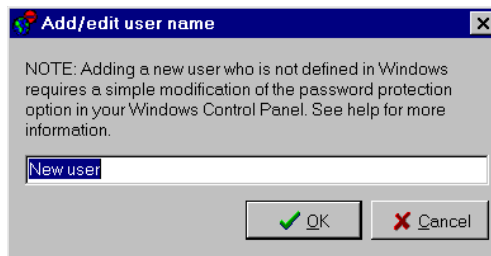 Add/edit user name
NOTE: Adding a new user who is not defined in Windows
requires a simple modification of the password protection
option in your Windows Control Panel. See help for more
information.
New user
OK
Cancel